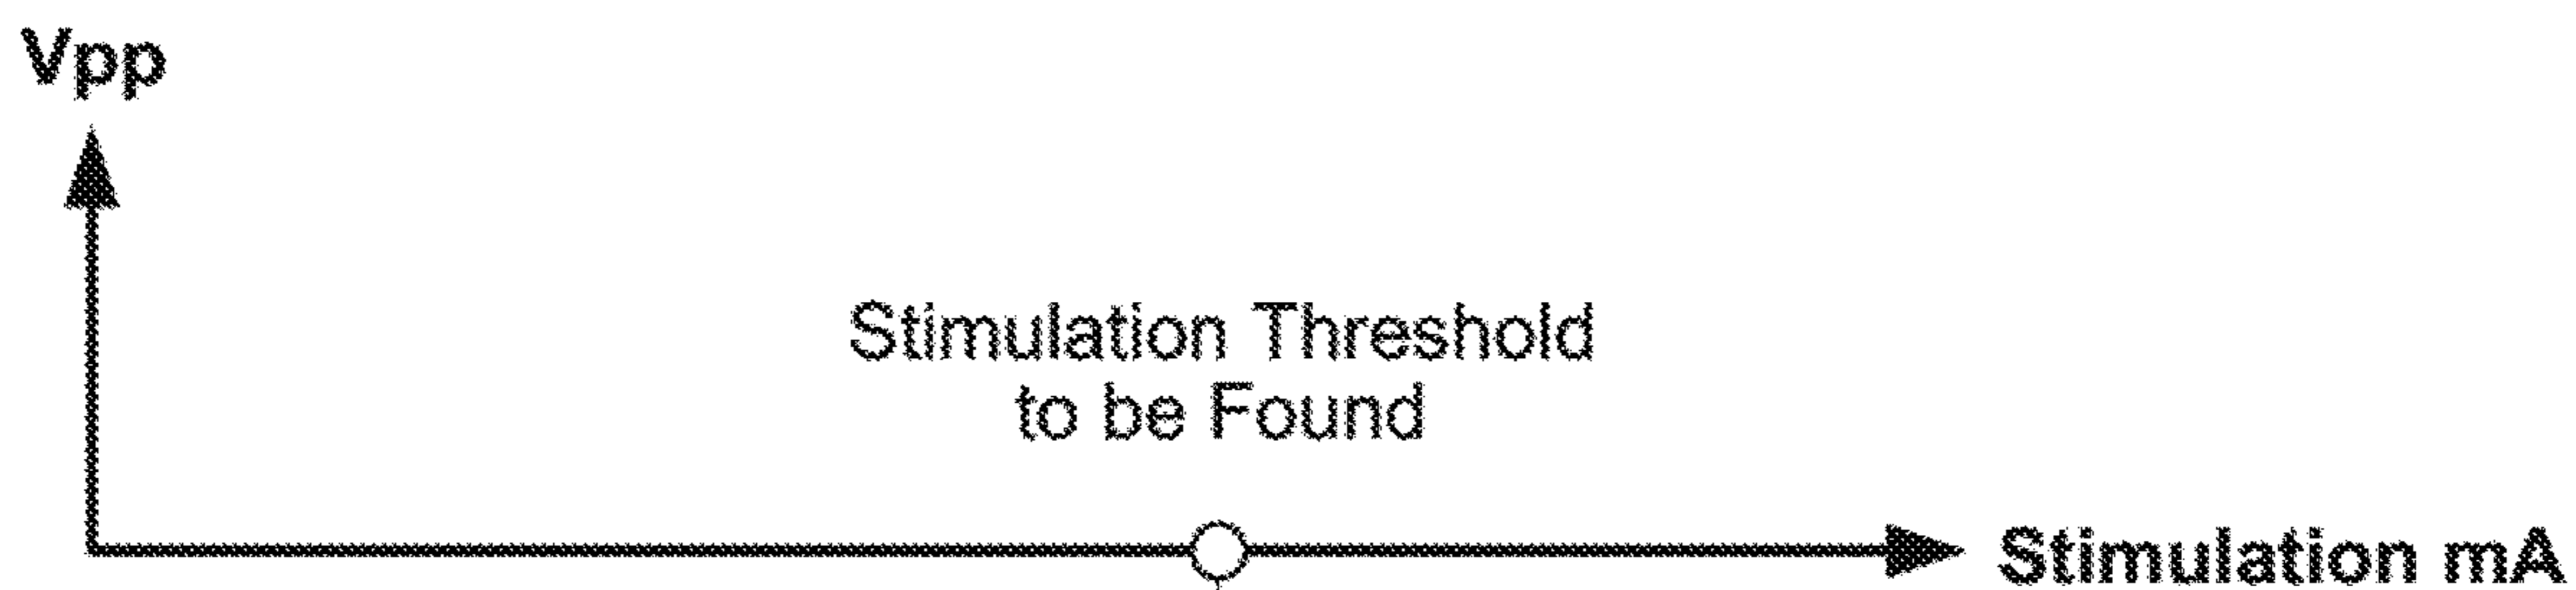 Vpp
Stimulation Threshold
to be Found
Stimulation mA